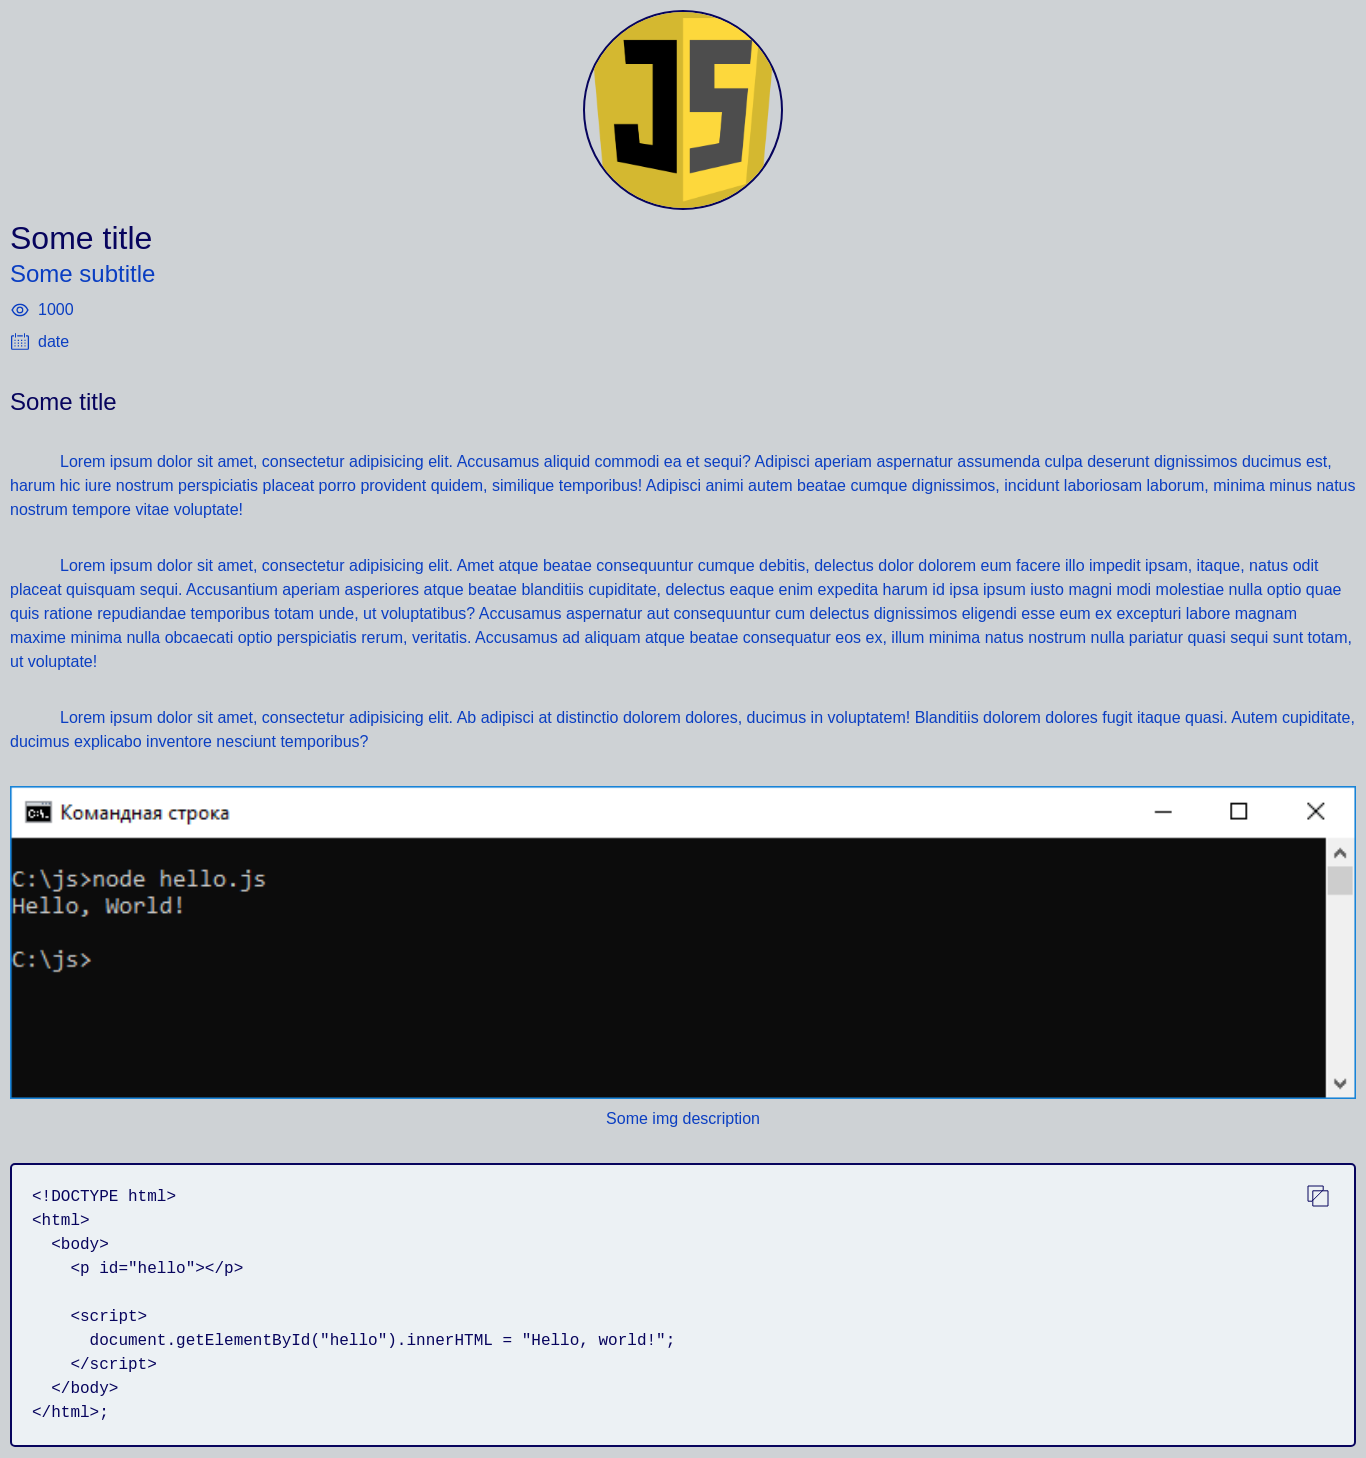 JS
Some title
Some subtitle
1000
date
Some title
Lorem ipsum dolor sit amet, consectetur adipisicing elit. Accusamus aliquid commodi ea et sequi? Adipisci aperiam aspernatur assumenda culpa deserunt dignissimos ducimus est,
harum hic iure nostrum perspiciatis placeat porro provident quidem, similique temporibus! Adipisci animi autem beatae cumque dignissimos, incidunt laboriosam laborum, minima minus natus
nostrum tempore vitae voluptate!
Lorem ipsum dolor sit amet, consectetur adipisicing elit. Amet atque beatae consequuntur cumque debitis, delectus dolor dolorem eum facere illo impedit ipsam, itaque, natus odit
placeat quisquam sequi. Accusantium aperiam asperiores atque beatae blanditiis cupiditate, delectus eaque enim expedita harum id ipsa ipsum iusto magni modi molestiae nulla optio quae
quis ratione repudiandae temporibus totam unde, ut voluptatibus? Accusamus aspernatur aut consequuntur cum delectus dignissimos eligendi esse eum ex excepturi labore magnam
maxime minima nulla obcaecati optio perspiciatis rerum, veritatis. Accusamus ad aliquam atque beatae consequatur eos ex, illum minima natus nostrum nulla pariatur quasi sequi sunt totam,
ut voluptate!
Lorem ipsum dolor sit amet, consectetur adipisicing elit. Ab adipisci at distinctio dolorem dolores, ducimus in voluptatem! Blanditiis dolorem dolores fugit itaque quasi. Autem cupiditate,
ducimus explicabo inventore nesciunt temporibus?
C:\. Командная строка
C:\js>node hello.js
Hello, World!
C:\js>
Some img description
<!DOCTYPE html>
<html>
  <body>
    <p id="hello"></p>
    <script>
      document.getElementById("hello").innerHTML = "Hello, world!";
    </script>
  </body>
</html>;